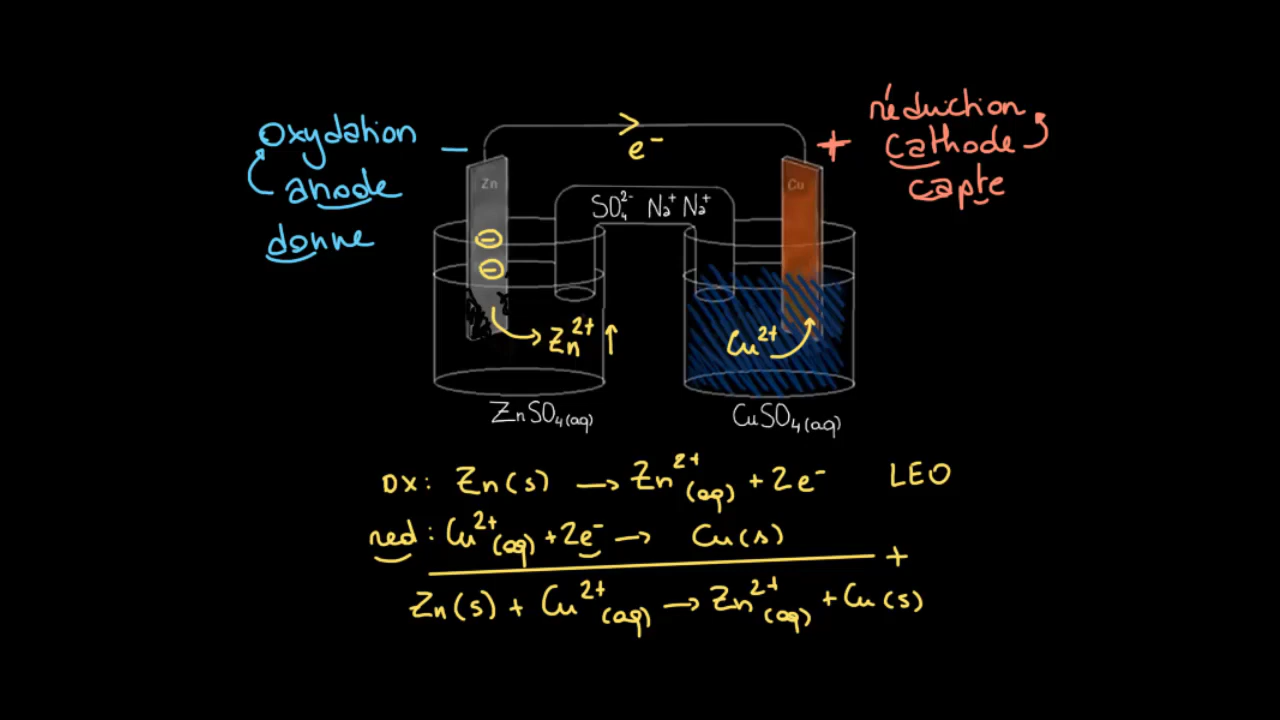 Oxydation
anode
donne
−
e⁻
+
réduction
cathode
capte
Zn
Cu
SO₄²⁻ Na⁺ Na⁺
−
−
Zn²⁺ ↑
Cu²⁺
ZnSO₄(aq)
CuSO₄(aq)
ox : Zn(s) → Zn²⁺(aq) + 2e⁻ LEO
red : Cu²⁺(aq) + 2e⁻ → Cu(s)
+
Zn(s) + Cu²⁺(aq) → Zn²⁺(aq) + Cu(s)